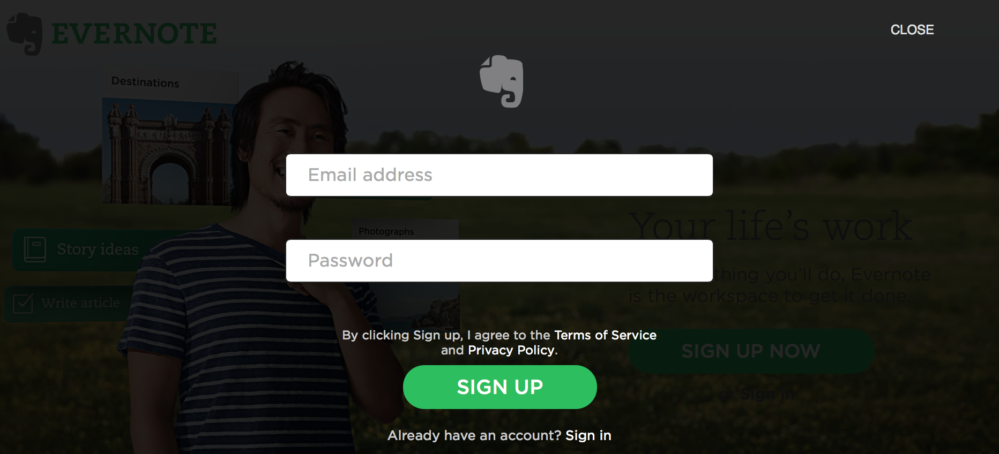 EVERNOTE
CLOSE
Destinations
Email address
Your life's work
Photographs
Story ideas
Password
thing you'll do, Evernote
is the workspace to get it done.
Write article
By clicking Sign up, I agree to the Terms of Service
and Privacy Policy.
SIGN UP NOW
SIGN UP
or Sign in
Already have an account? Sign in